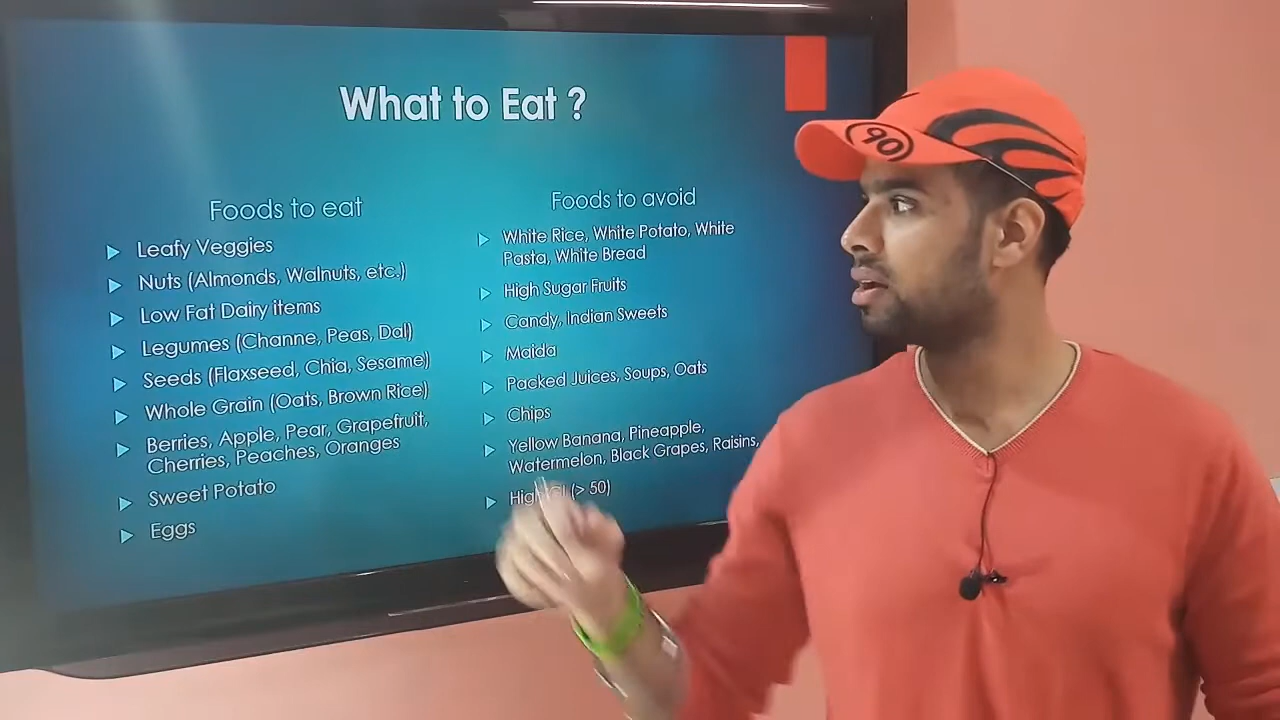 What to Eat ?
Foods to eat
Leafy Veggies
Nuts (Almonds, Walnuts, etc.)
Low Fat Dairy items
Legumes (Channe, Peas, Dal)
Seeds (Flaxseed, Chia, Sesame)
Whole Grain (Oats, Brown Rice)
Berries, Apple, Pear, Grapefruit,
Cherries, Peaches, Oranges
Sweet Potato
Eggs
Foods to avoid
White Rice, White Potato, White
Pasta, White Bread
High Sugar Fruits
Candy, Indian Sweets
Maida
Packed Juices, Soups, Oats
Chips
Yellow Banana, Pineapple,
Watermelon, Black Grapes, Raisins,
(> 50)
90